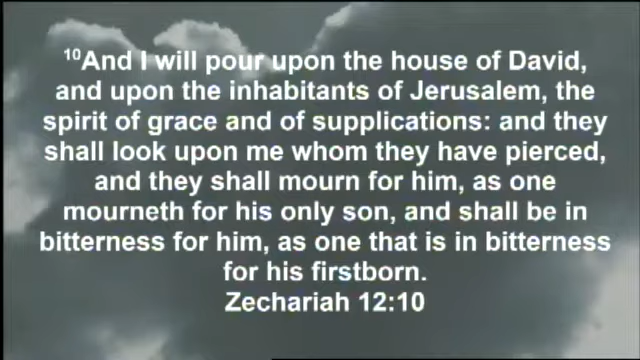 ¹⁰And I will pour upon the house of David,
and upon the inhabitants of Jerusalem, the
spirit of grace and of supplications: and they
shall look upon me whom they have pierced,
and they shall mourn for him, as one
mourneth for his only son, and shall be in
bitterness for him, as one that is in bitterness
for his firstborn.
Zechariah 12:10